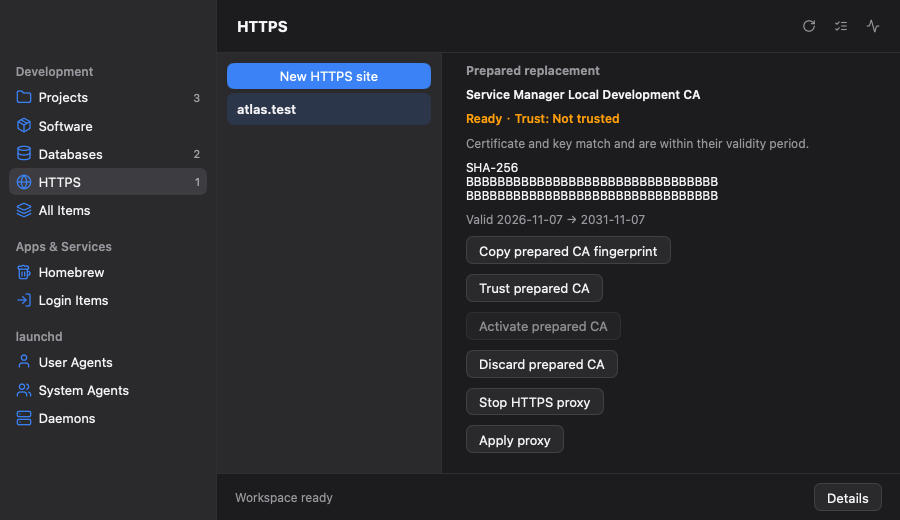 HTTPS
Development
Projects 3
Software
Databases 2
HTTPS 1
All Items
Apps & Services
Homebrew
Login Items
launchd
User Agents
System Agents
Daemons
New HTTPS site
atlas.test
Prepared replacement
Service Manager Local Development CA
Ready · Trust: Not trusted
Certificate and key match and are within their validity period.
SHA-256
BBBBBBBBBBBBBBBBBBBBBBBBBBBBBBBB
BBBBBBBBBBBBBBBBBBBBBBBBBBBBBBBB
Valid 2026-11-07 → 2031-11-07
Copy prepared CA fingerprint
Trust prepared CA
Activate prepared CA
Discard prepared CA
Stop HTTPS proxy
Apply proxy
Workspace ready
Details